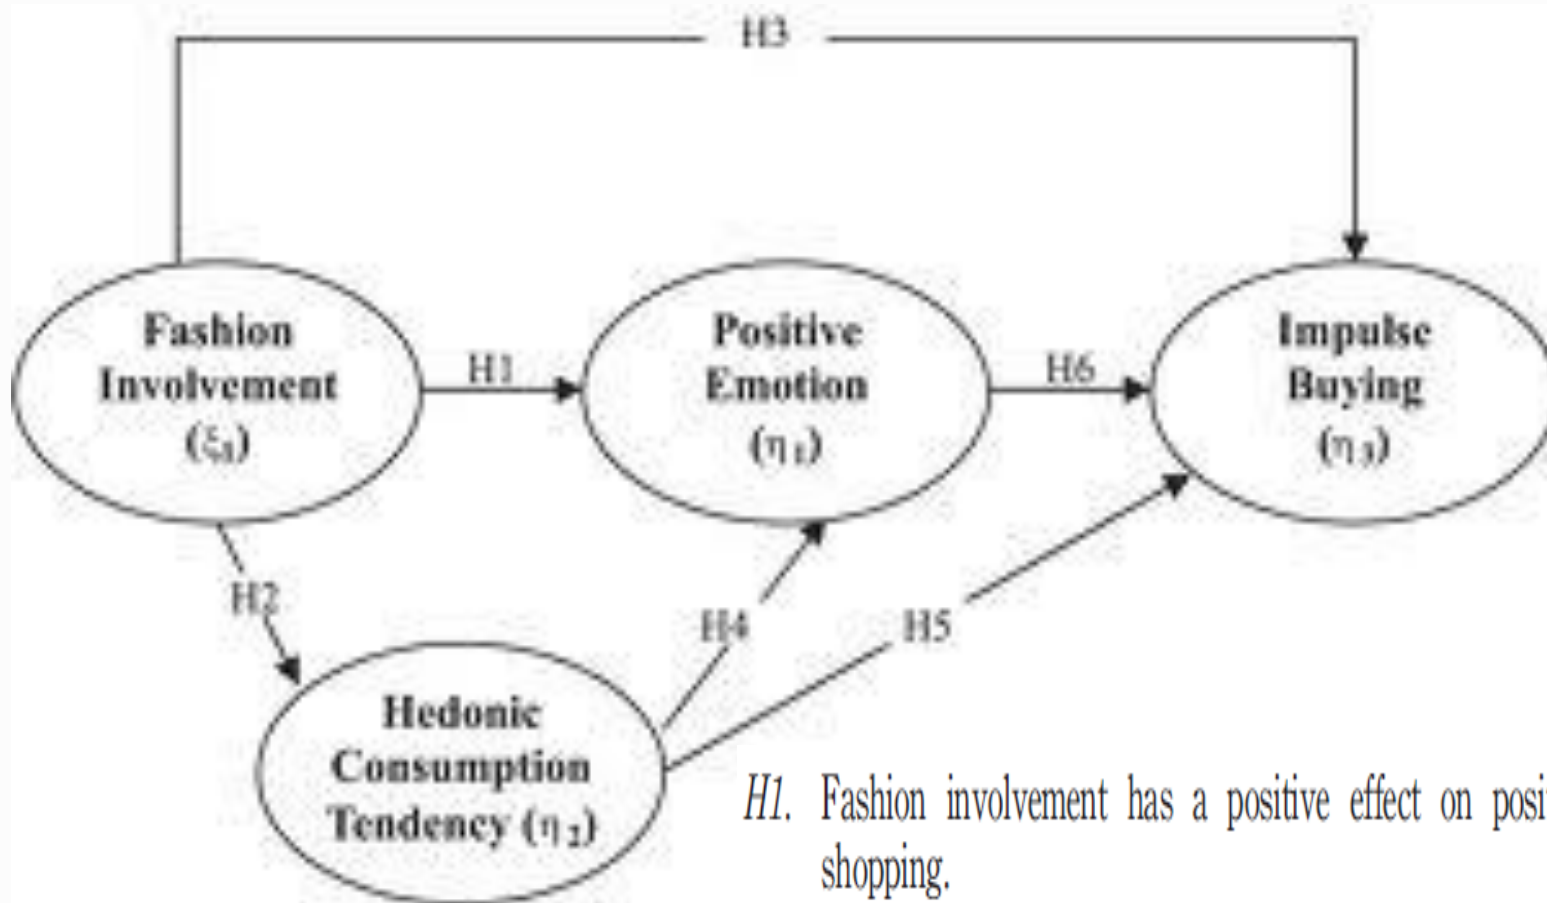 H3
Fashion
Involvement
(ξ₁)
H1
Positive
Emotion
(η₁)
H6
Impulse
Buying
(η₃)
H2
H4
H5
Hedonic
Consumption
Tendency (η₂)
H1. Fashion involvement has a positive effect on posi
shopping.